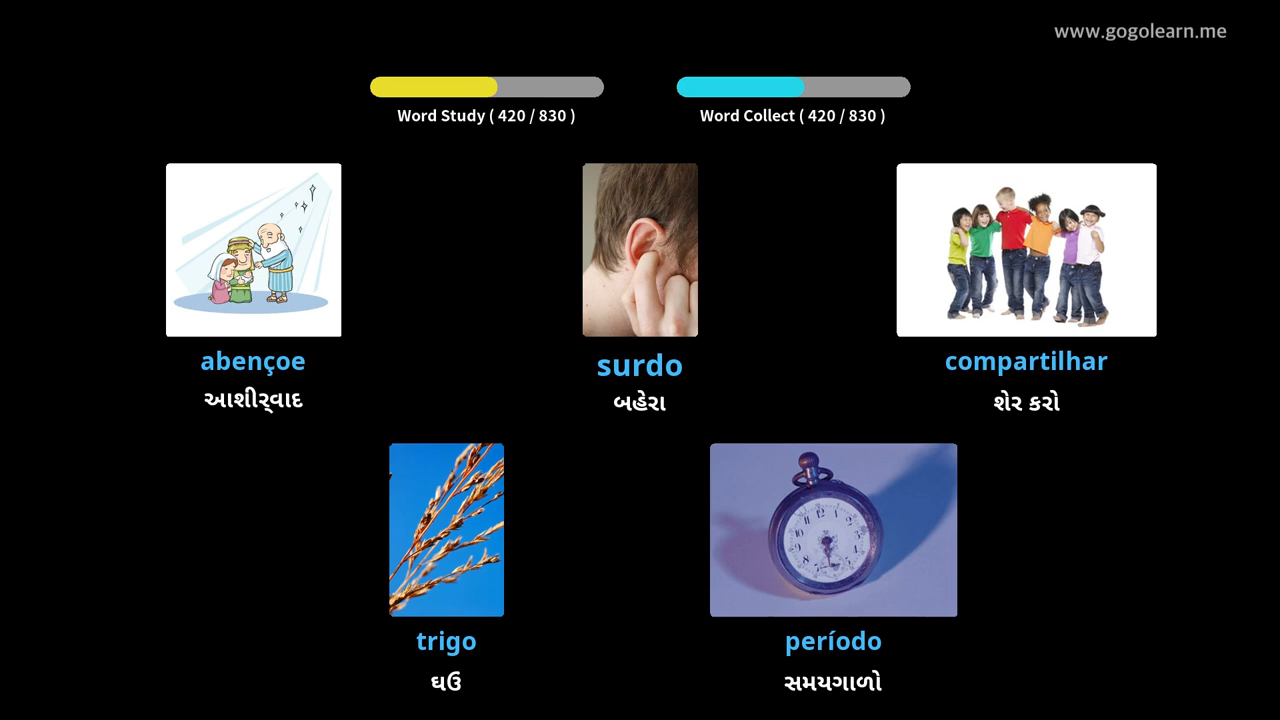 www.gogolearn.me
Word Study ( 420 / 830 )
Word Collect ( 420 / 830 )
abençoe
આશીર્વાદ
surdo
બહેરા
compartilhar
શેર કરો
trigo
ઘઉં
período
સમયગાળો